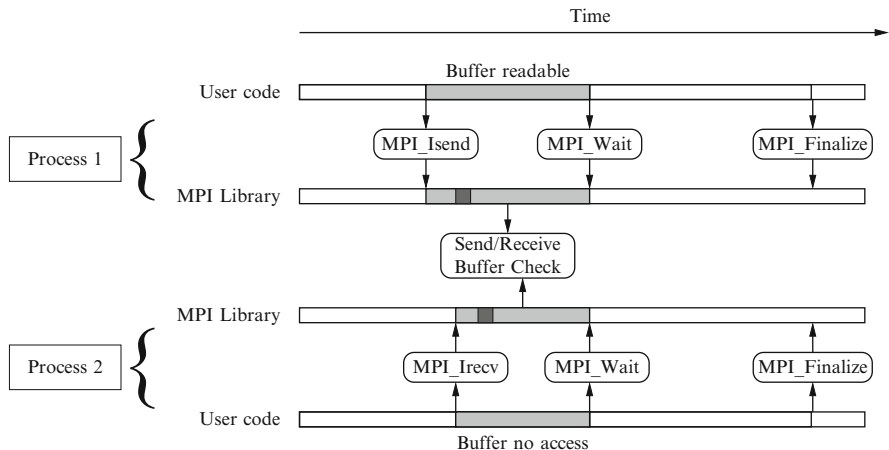 Time
Buffer readable
User code
MPI_Isend
MPI_Wait
MPI_Finalize
Process 1
MPI Library
Send/Receive
Buffer Check
MPI Library
Process 2
MPI_Irecv
MPI_Wait
MPI_Finalize
User code
Buffer no access